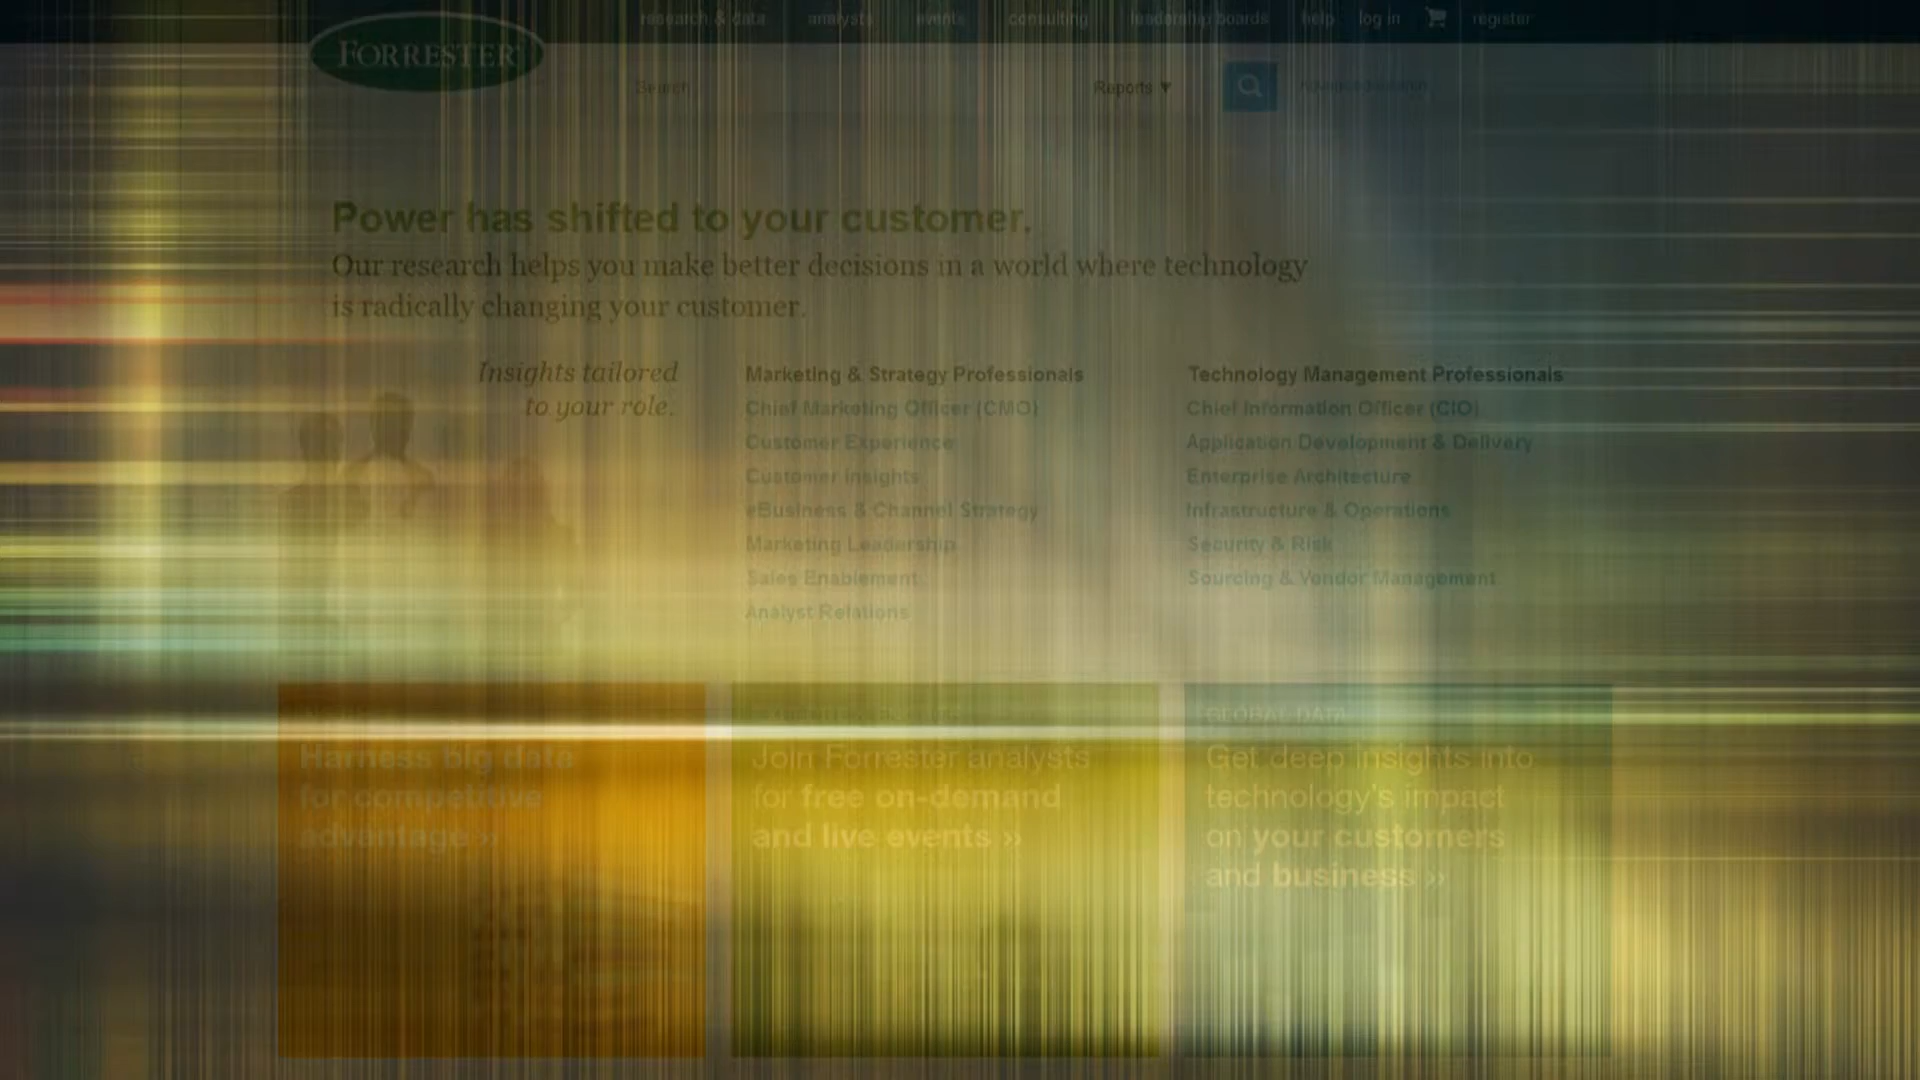 research & data analysts events consulting leadership boards help log in register
FORRESTER
Search Reports ▼
Power has shifted to your customer.
Our research helps you make better decisions in a world where technology
is radically changing your customer.
Insights tailored
to your role.
Marketing & Strategy Professionals
Chief Marketing Officer (CMO)
Customer Experience
Customer Insights
eBusiness & Channel Strategy
Marketing Leadership
Sales Enablement
Analyst Relations
Technology Management Professionals
Chief Information Officer (CIO)
Application Development & Delivery
Enterprise Architecture
Infrastructure & Operations
Security & Risk
Sourcing & Vendor Management
Harness big data
for competitive
advantage »
Join Forrester analysts
for free on-demand
and live events »
GLOBAL DATA
Get deep insights into
technology's impact
on your customers
and business »